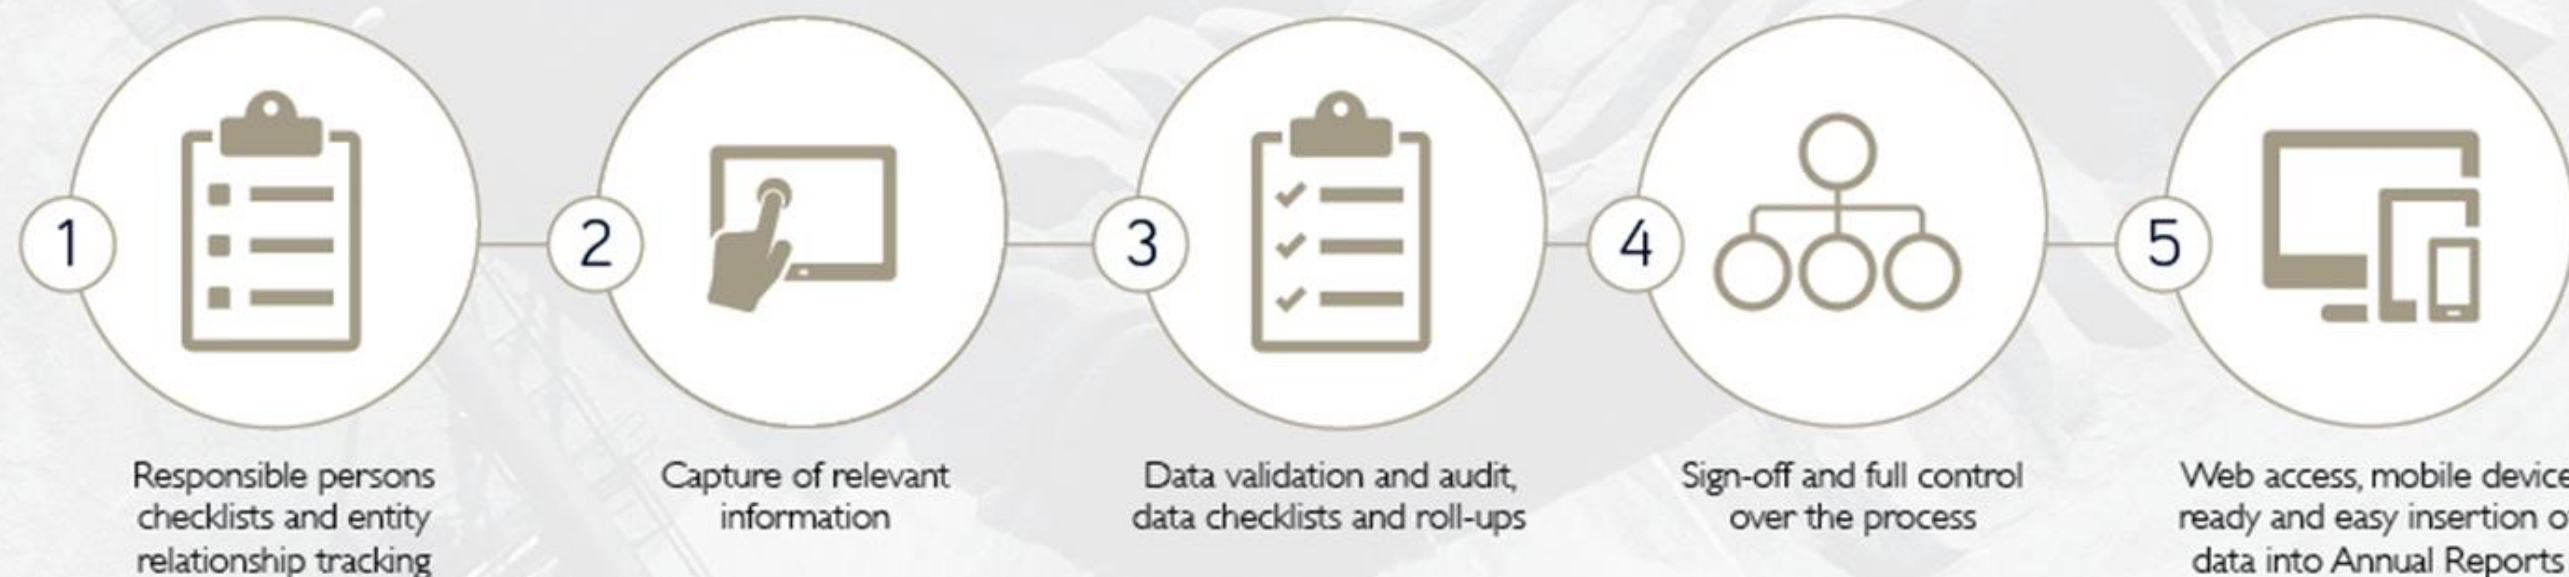 1
Responsible persons
checklists and entity
relationship tracking
2
Capture of relevant
information
3
Data validation and audit,
data checklists and roll-ups
4
Sign-off and full control
over the process
5
Web access, mobile device
ready and easy insertion of
data into Annual Reports